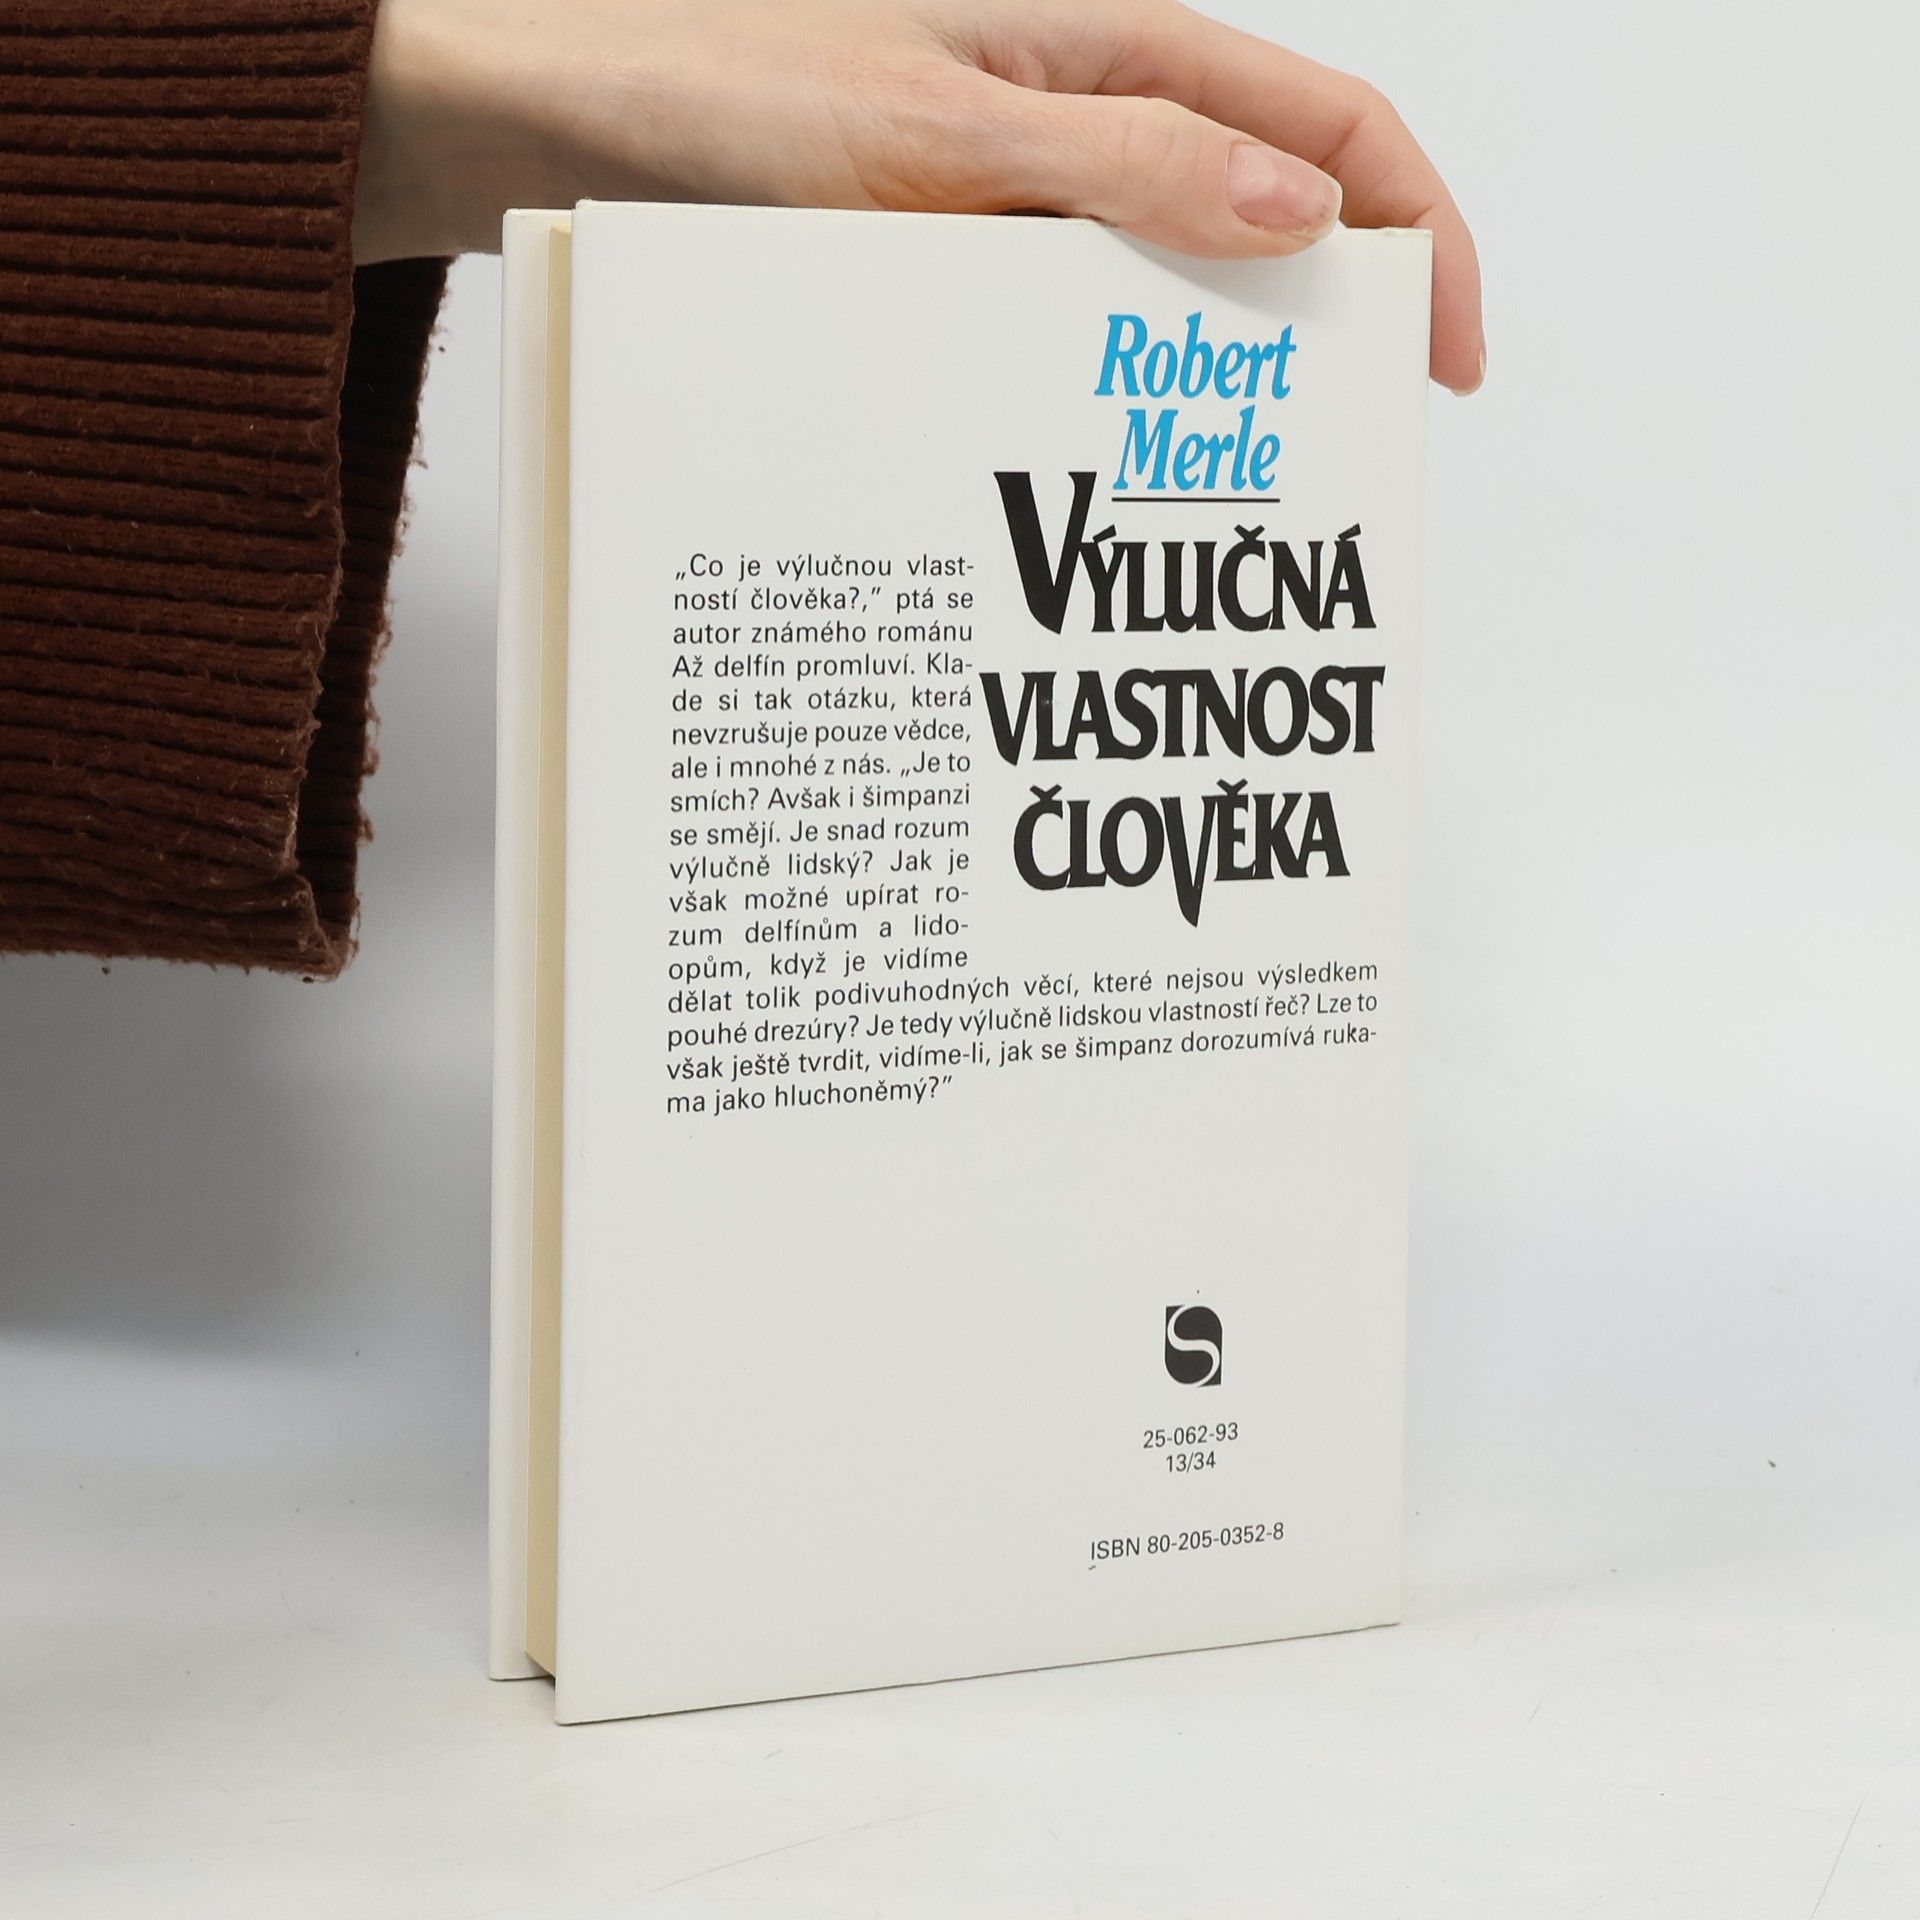 Robert
Merle
VÝLUČNÁ
VLASTNOST
ČLOVĚKA
„Co je výlučnou vlast-
ností člověka?,” ptá se
autor známého románu
Až delfín promluví. Kla-
de si tak otázku, která
nevzrušuje pouze vědce,
ale i mnohé z nás. „Je to
smích? Avšak i šimpanzi
se smějí. Je snad rozum
výlučně lidský? Jak je
však možné upírat ro-
zum delfínům a lido-
opům, když je vidíme
dělat tolik podivuhodných věcí, které nejsou výsledkem
pouhé drezúry? Je tedy výlučně lidskou vlastností řeč? Lze to
však ještě tvrdit, vidíme-li, jak se šimpanz dorozumívá ruka-
ma jako hluchoněmý?”
S
25-062-93
13/34
ISBN 80-205-0352-8